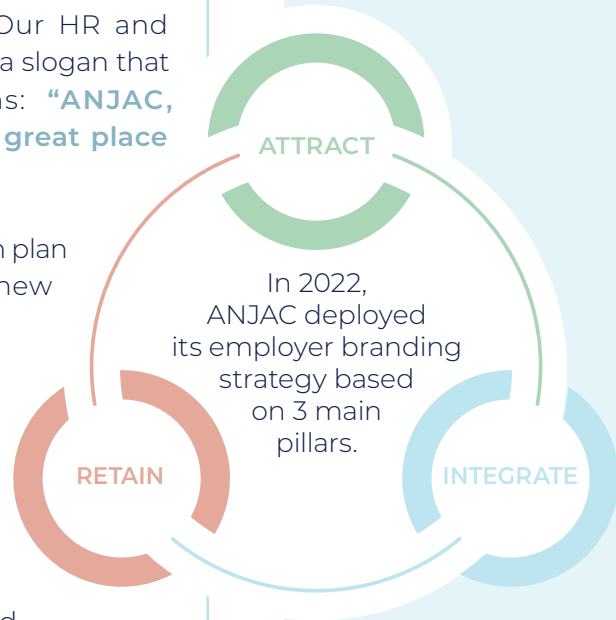 Our HR and
a slogan that
“ANJAC,
great place
plan
new
ATTRACT
In 2022,
ANJAC deployed
its employer branding
strategy based
on 3 main
pillars.
RETAIN
INTEGRATE